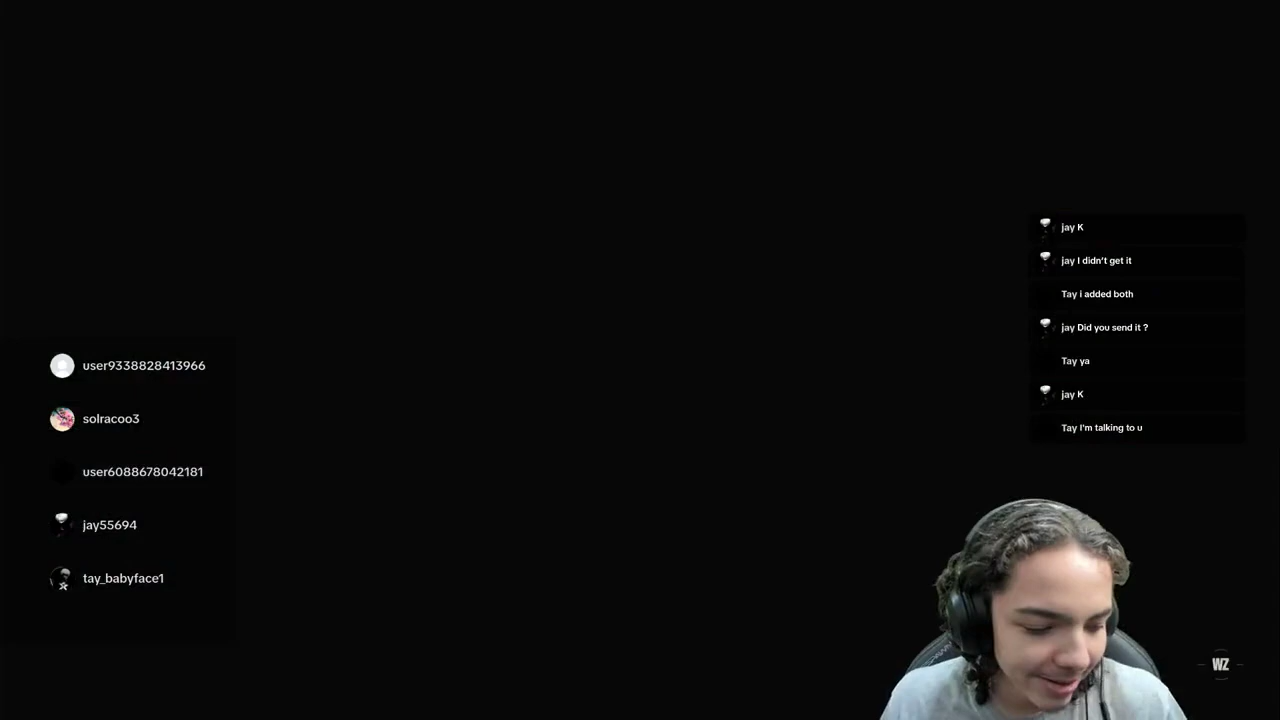 jay K
jay I didn't get it
Tay i added both
jay Did you send it ?
Tay ya
jay K
Tay I'm talking to u
user9338828413966
solracoo3
user6088678042181
jay55694
tay_babyface1
WZ